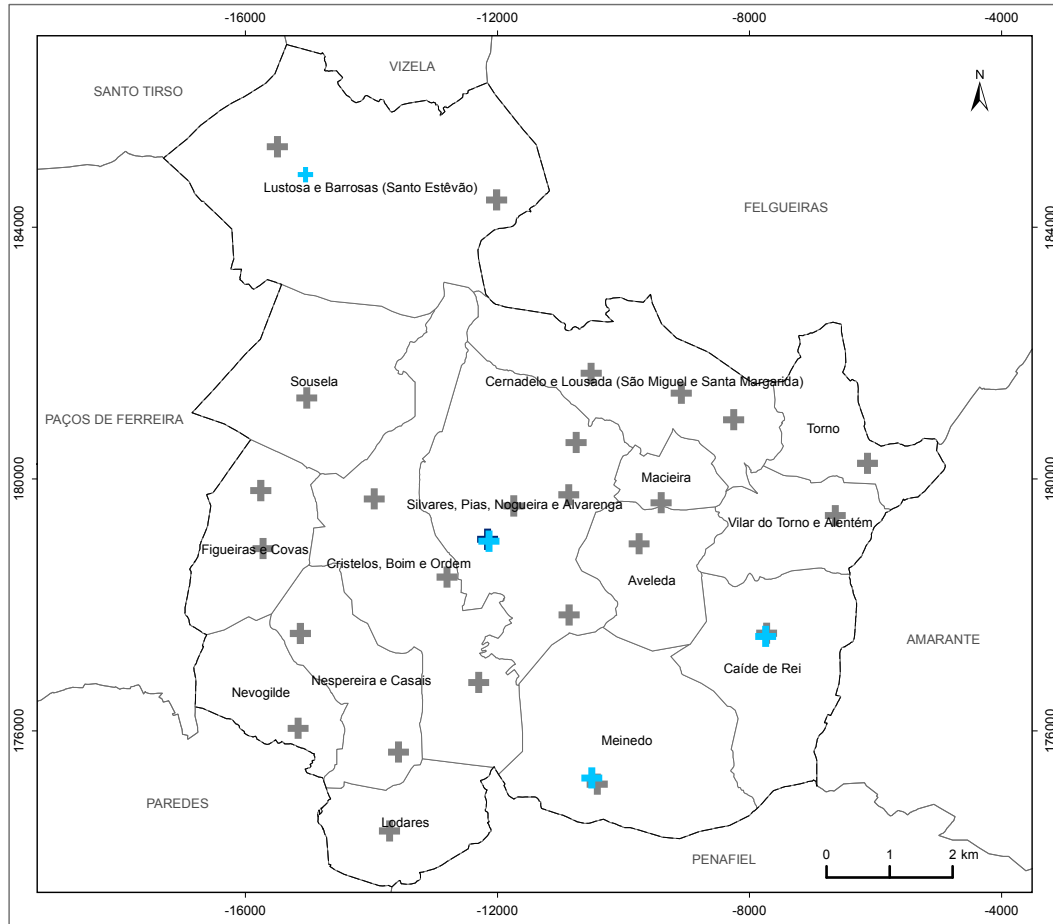 -16000 -12000 -8000 -4000
VIZELA
SANTO TIRSO
N
Lustosa e Barrosas (Santo Estêvão)
FELGUEIRAS
184000 184000
Sousela
Cernadelo e Lousada (São Miguel e Santa Margarida)
PAÇOS DE FERREIRA
Torno
180000 180000
Macieira
Silvares, Pias, Nogueira e Alvarenga
Vilar do Torno e Alentém
Figueiras e Covas
Cristelos, Boim e Ordem
Aveleda
AMARANTE
Caíde de Rei
Nespereira e Casais
Nevogilde
176000 176000
Meinedo
PAREDES
Lodares
0 1 2 km
PENAFIEL
-16000 -12000 -8000 -4000